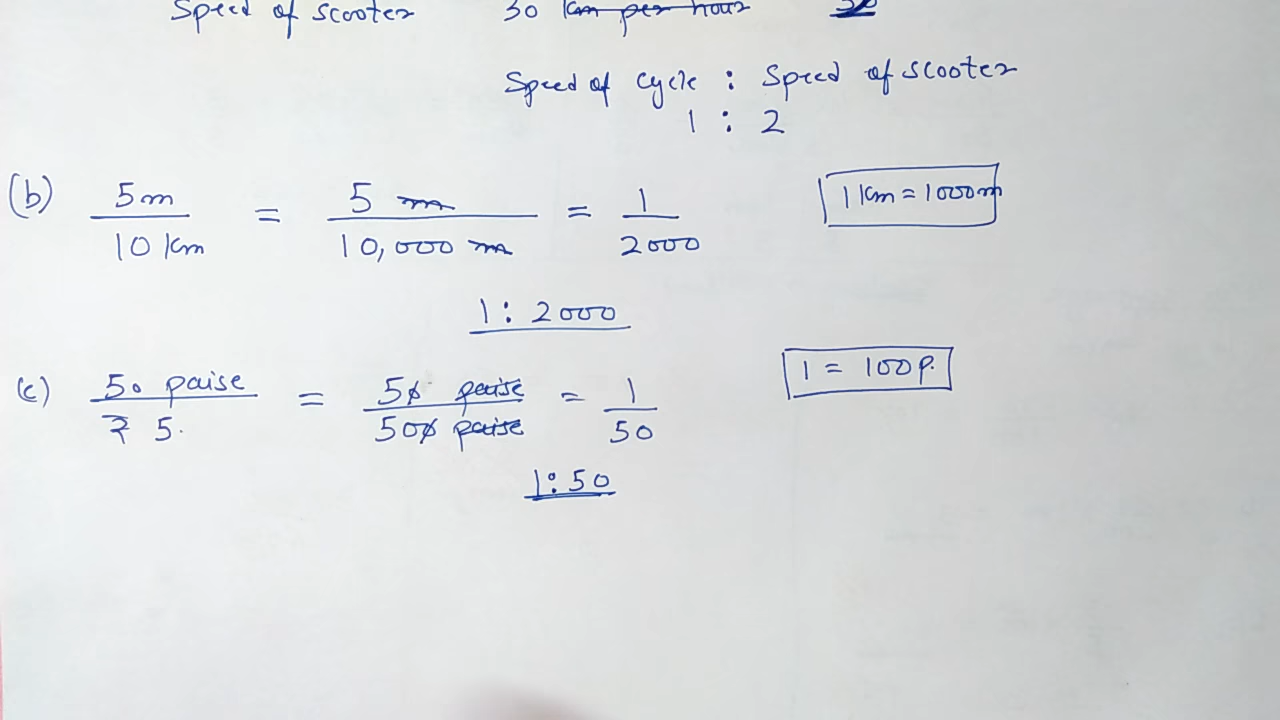 Speed of scooter 30 km per hour
Speed of cycle : Speed of scooter
1 : 2
(b) 5m / 10 km = 5 m / 10,000 m = 1 / 2000
1 km = 1000m
1 : 2000
(c) 50 paise / ₹ 5. = 50 paise / 500 paise = 1 / 50
1 = 100 p.
1 : 50